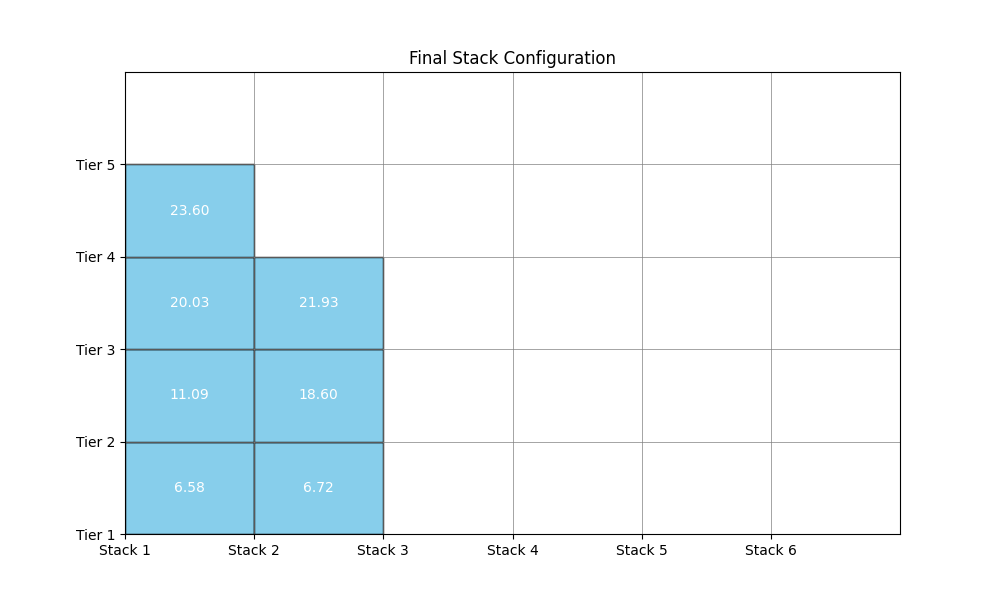 Final Stack Configuration
Tier 5
23.60
Tier 4
20.03 21.93
Tier 3
11.09 18.60
Tier 2
6.58 6.72
Tier 1
Stack 1 Stack 2 Stack 3 Stack 4 Stack 5 Stack 6